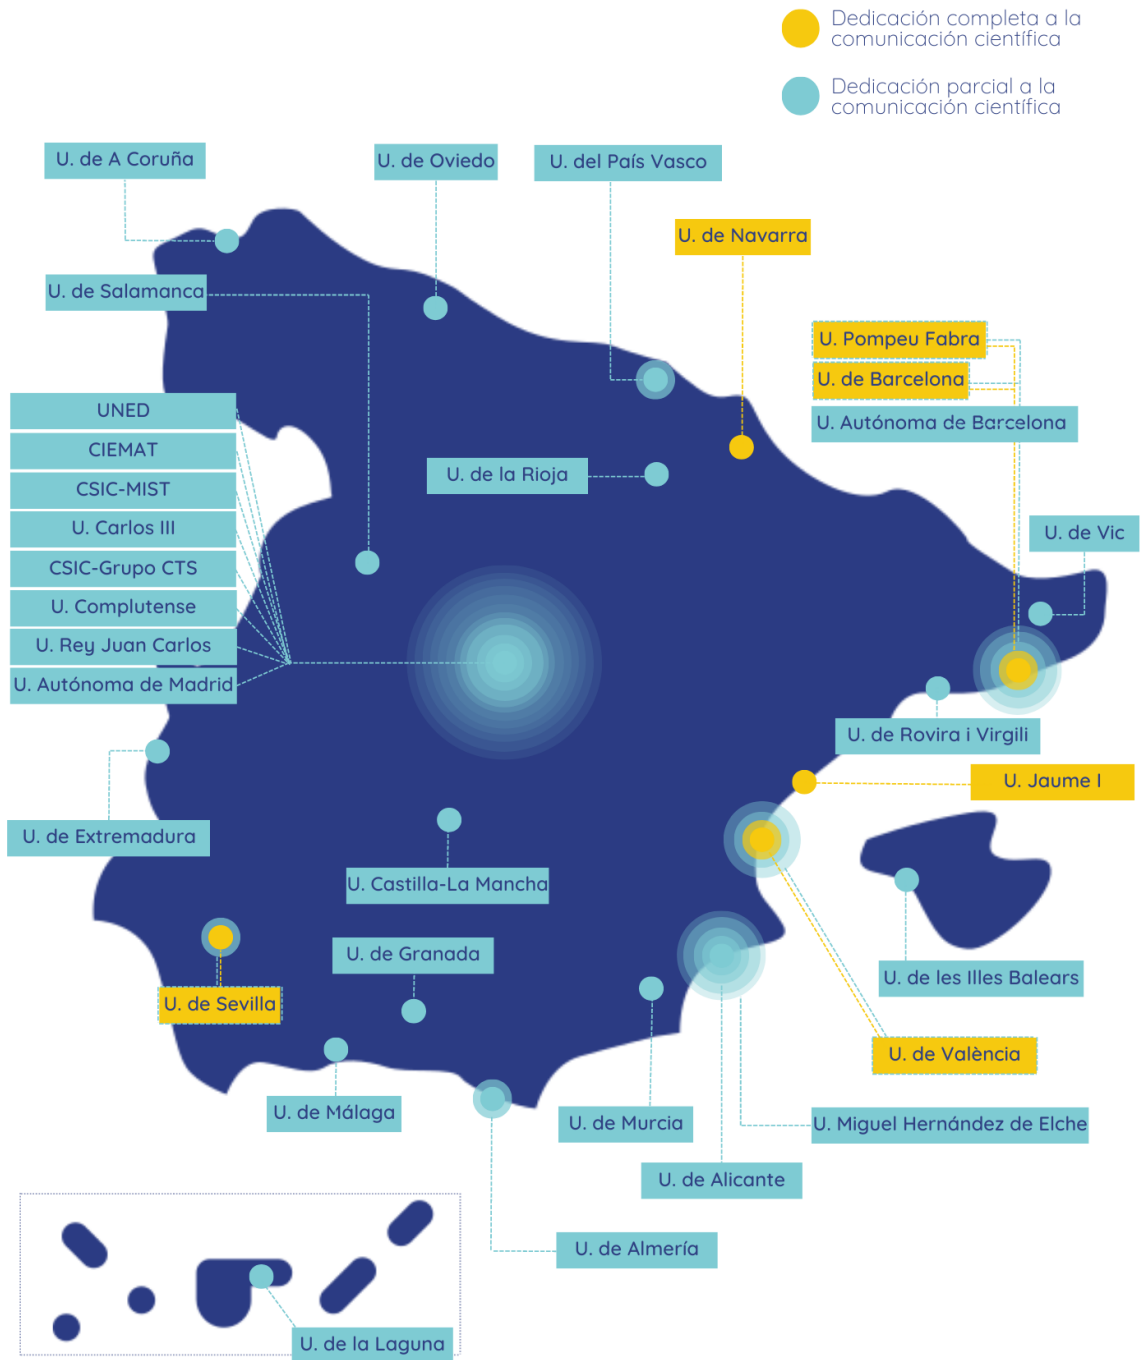 Dedicación completa a la
comunicación científica
Dedicación parcial a la
comunicación científica
U. de A Coruña
U. de Oviedo
U. del País Vasco
U. de Navarra
U. de Salamanca
U. Pompeu Fabra
U. de Barcelona
U. Autónoma de Barcelona
UNED
CIEMAT
CSIC-MIST
U. Carlos III
CSIC-Grupo CTS
U. Complutense
U. Rey Juan Carlos
U. Autónoma de Madrid
U. de la Rioja
U. de Vic
U. de Rovira i Virgili
U. Jaume I
U. de Extremadura
U. Castilla-La Mancha
U. de Granada
U. de les Illes Balears
U. de Sevilla
U. de València
U. de Málaga
U. de Murcia
U. Miguel Hernández de Elche
U. de Alicante
U. de Almería
U. de la Laguna